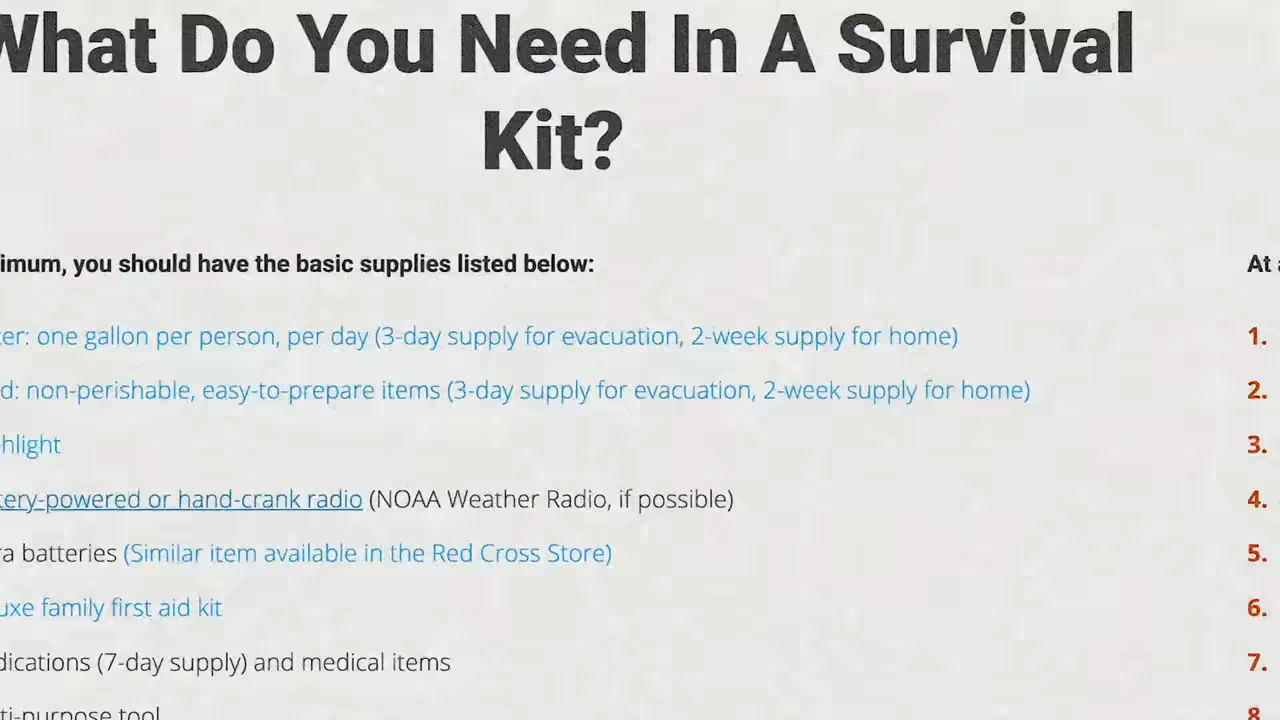 What Do You Need In A Survival
Kit?
imum, you should have the basic supplies listed below:
At a
ter: one gallon per person, per day (3-day supply for evacuation, 2-week supply for home)
1.
d: non-perishable, easy-to-prepare items (3-day supply for evacuation, 2-week supply for home)
2.
hlight
3.
tery-powered or hand-crank radio (NOAA Weather Radio, if possible)
4.
ra batteries (Similar item available in the Red Cross Store)
5.
uxe family first aid kit
6.
dications (7-day supply) and medical items
7.
ti-purpose tool
8.